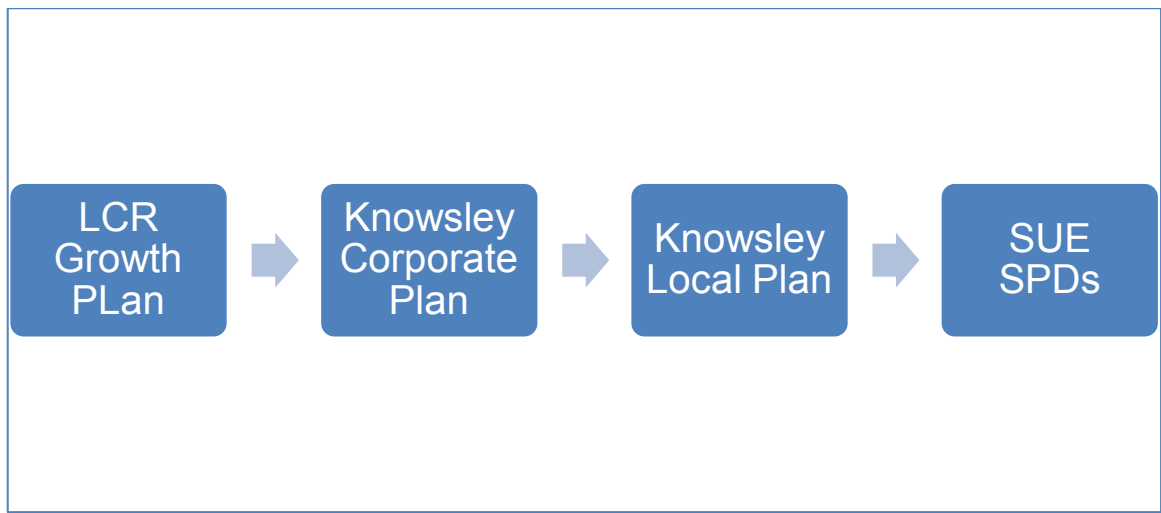 LCR
Growth
PLan
Knowsley
Corporate
Plan
Knowsley
Local Plan
SUE
SPDs